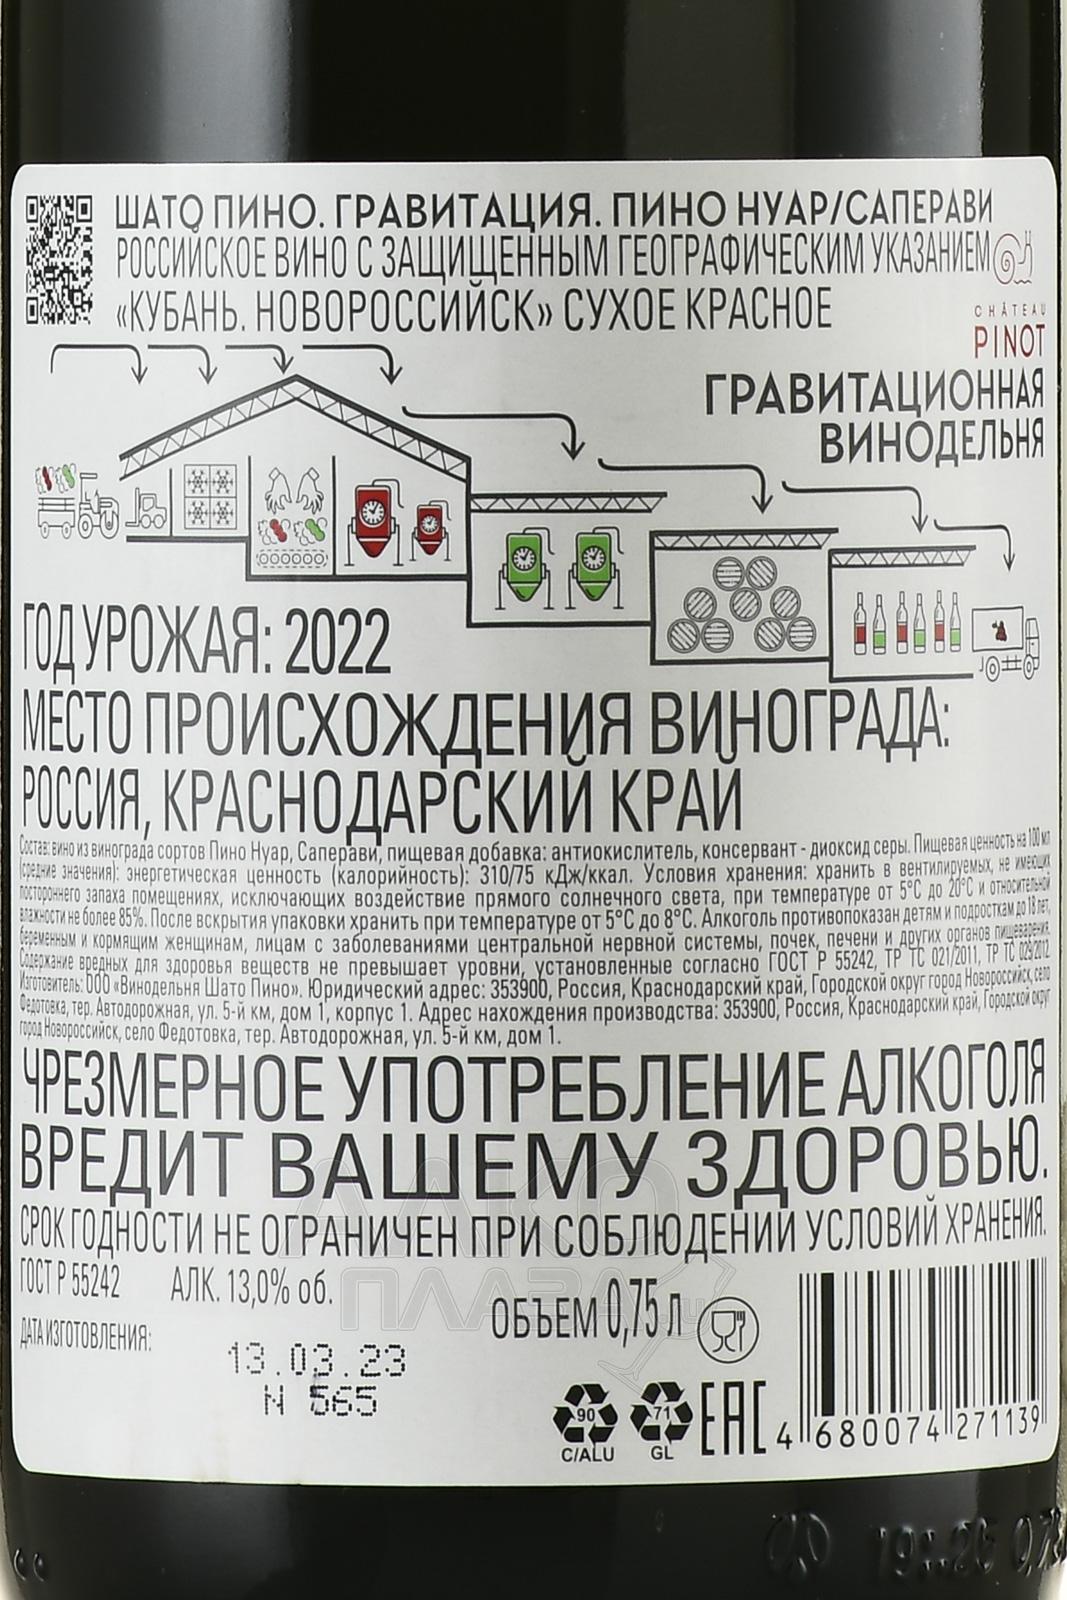 ШАТО ПИНО. ГРАВИТАЦИЯ. ПИНО НУАР/САПЕРАВИ
РОССИЙСКОЕ ВИНО С ЗАЩИЩЕННЫМ ГЕОГРАФИЧЕСКИМ УКАЗАНИЕМ
«КУБАНЬ. НОВОРОССИЙСК» СУХОЕ КРАСНОЕ
CHÂTEAU
PINOT
ГРАВИТАЦИОННАЯ
ВИНОДЕЛЬНЯ
ГОД УРОЖАЯ: 2022
МЕСТО ПРОИСХОЖДЕНИЯ ВИНОГРАДА:
РОССИЯ, КРАСНОДАРСКИЙ КРАЙ
Состав: вино из винограда сортов Пино Нуар, Саперави, пищевая добавка: антиокислитель, консервант - диоксид серы. Пищевая ценность на 100 мл
(средние значения): энергетическая ценность (калорийность): 310/75 кДж/ккал. Условия хранения: хранить в вентилируемых, не имеющих
постороннего запаха помещениях, исключающих воздействие прямого солнечного света, при температуре от 5°С до 20°С и относительной
влажности не более 85%. После вскрытия упаковки хранить при температуре от 5°С до 8°С. Алкоголь противопоказан детям и подросткам до 18 лет,
беременным и кормящим женщинам, лицам с заболеваниями центральной нервной системы, почек, печени и других органов пищеварения.
Содержание вредных для здоровья веществ не превышает уровни, установленные согласно ГОСТ Р 55242, ТР ТС 021/2011, ТР ТС 029/2012.
Изготовитель: ООО «Винодельня Шато Пино». Юридический адрес: 353900, Россия, Краснодарский край, Городской округ город Новороссийск, село
Федотовка, тер. Автодорожная, ул. 5-й км, дом 1, корпус 1. Адрес нахождения производства: 353900, Россия, Краснодарский край, Городской округ
город Новороссийск, село Федотовка, тер. Автодорожная, ул. 5-й км, дом 1.
ЧРЕЗМЕРНОЕ УПОТРЕБЛЕНИЕ АЛКОГОЛЯ
ВРЕДИТ ВАШЕМУ ЗДОРОВЬЮ.
СРОК ГОДНОСТИ НЕ ОГРАНИЧЕН ПРИ СОБЛЮДЕНИИ УСЛОВИЙ ХРАНЕНИЯ.
ГОСТ Р 55242 АЛК. 13,0% об.
ОБЪЕМ 0,75 л
ДАТА ИЗГОТОВЛЕНИЯ:
13.03.23
N 565
90
C/ALU
71
GL
EAC
4 680074 271139
АЛКО
ПЛАЗА.ru